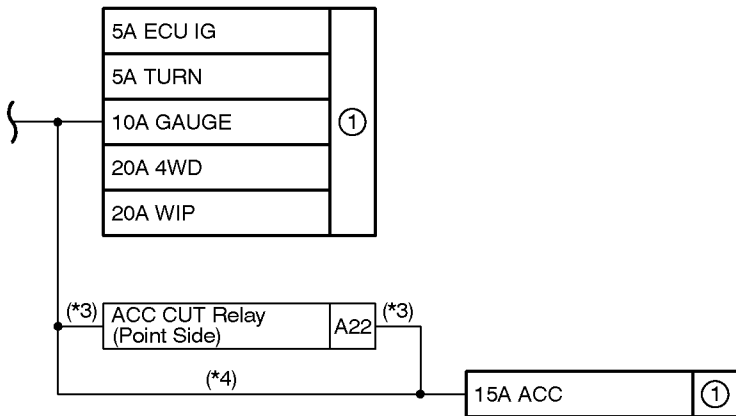 5A ECU IG
5A TURN
10A GAUGE
①
20A 4WD
20A WIP
(*3)
ACC CUT Relay
(Point Side)
A22
(*3)
(*4)
15A ACC
①